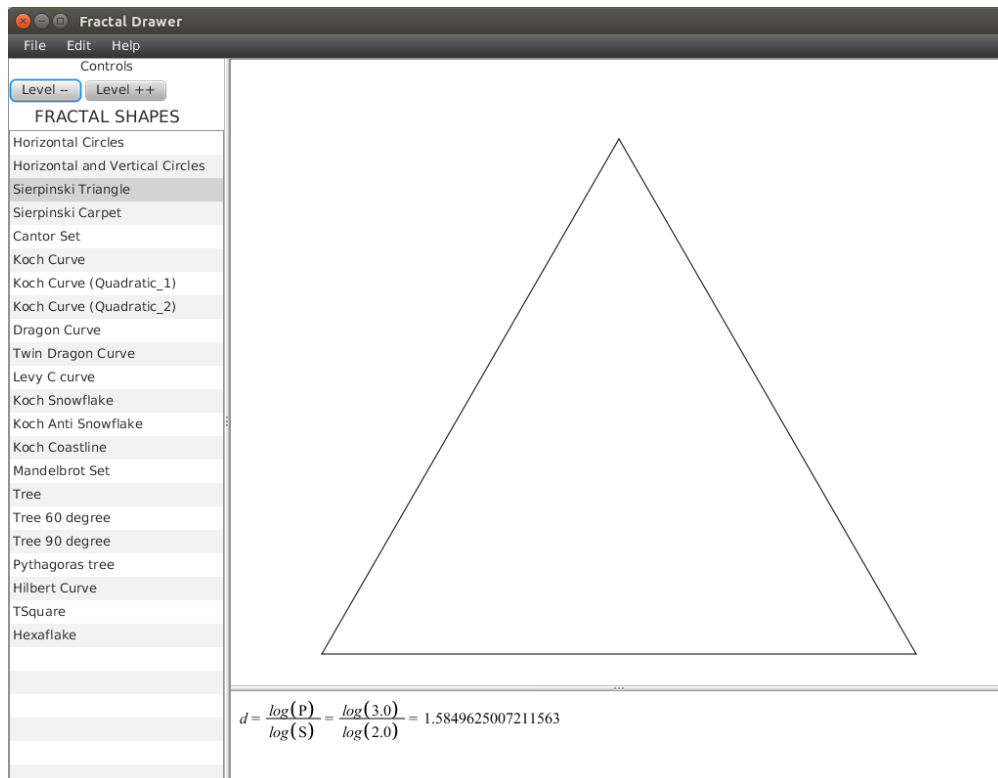 Fractal Drawer
File Edit Help
Controls
Level -- Level ++
FRACTAL SHAPES
Horizontal Circles
Horizontal and Vertical Circles
Sierpinski Triangle
Sierpinski Carpet
Cantor Set
Koch Curve
Koch Curve (Quadratic_1)
Koch Curve (Quadratic_2)
Dragon Curve
Twin Dragon Curve
Levy C curve
Koch Snowflake
Koch Anti Snowflake
Koch Coastline
Mandelbrot Set
Tree
Tree 60 degree
Tree 90 degree
Pythagoras tree
Hilbert Curve
TSquare
Hexaflake
d = log(P)/log(S) = log(3.0)/log(2.0) = 1.5849625007211563